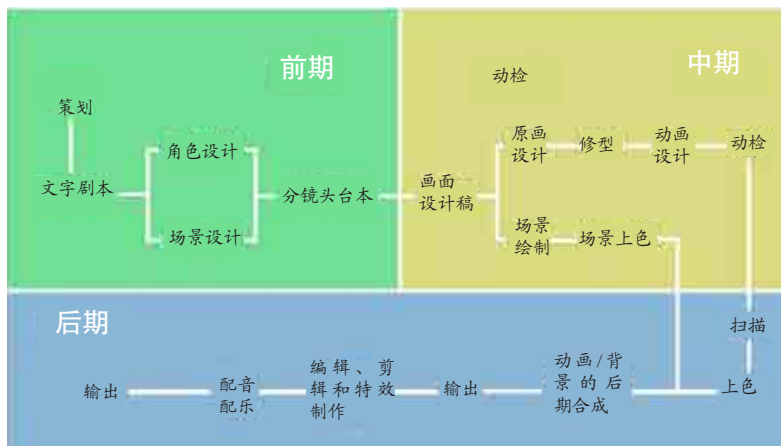 前期
策划
文字剧本
角色设计
场景设计
分镜头台本
中期
动检
画面
设计稿
原画
设计
修型
动画
设计
动检
场景
绘制
场景上色
后期
扫描
上色
动画/背
景的后
期合成
输出
编辑、剪
辑和特效
制作
配音
配乐
输出